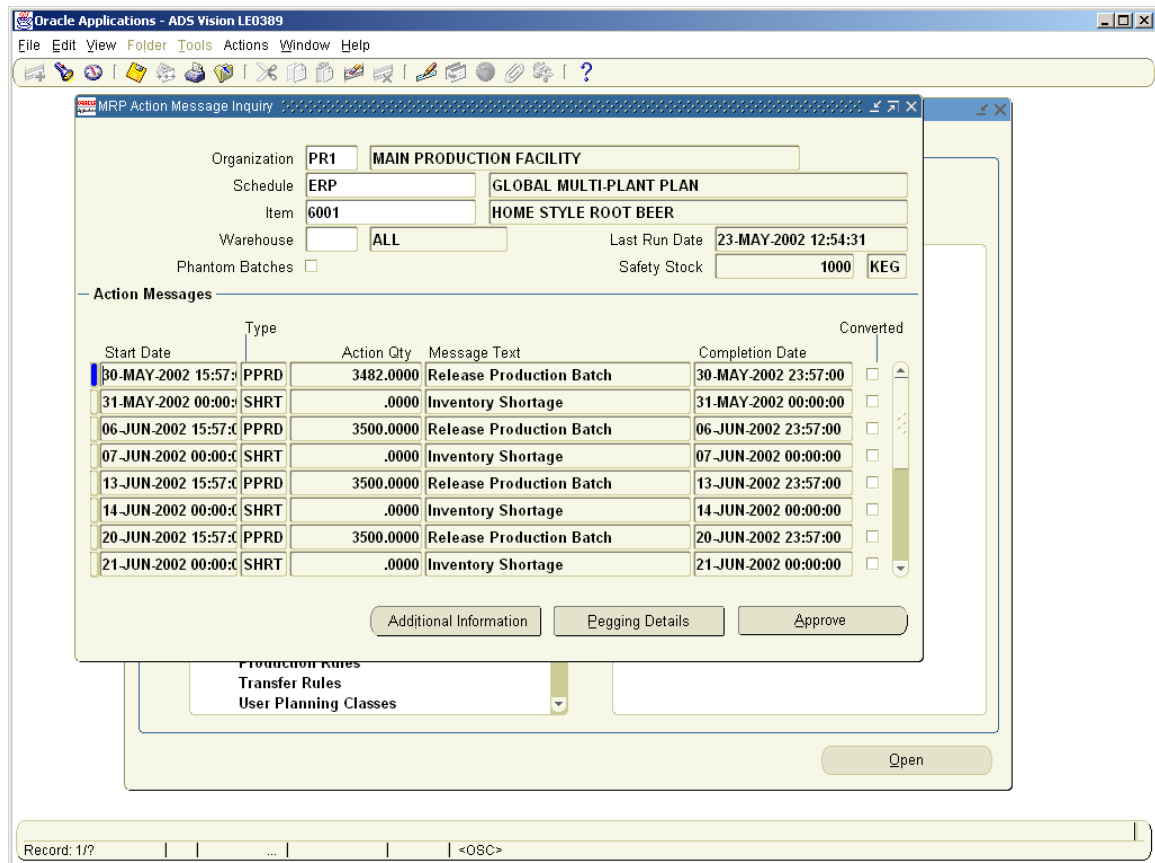 Oracle Applications - ADS Vision LE0389
File Edit View Folder Tools Actions Window Help
MRP Action Message Inquiry
Organization PR1 MAIN PRODUCTION FACILITY
Schedule ERP GLOBAL MULTI-PLANT PLAN
Item 6001 HOME STYLE ROOT BEER
Warehouse ALL Last Run Date 23-MAY-2002 12:54:31
Phantom Batches Safety Stock 1000 KEG
Action Messages
Type Converted
Start Date Action Qty Message Text Completion Date
30-MAY-2002 15:57: PPRD 3482.0000 Release Production Batch 30-MAY-2002 23:57:00
31-MAY-2002 00:00: SHRT .0000 Inventory Shortage 31-MAY-2002 00:00:00
06-JUN-2002 15:57:0 PPRD 3500.0000 Release Production Batch 06-JUN-2002 23:57:00
07-JUN-2002 00:00:0 SHRT .0000 Inventory Shortage 07-JUN-2002 00:00:00
13-JUN-2002 15:57:0 PPRD 3500.0000 Release Production Batch 13-JUN-2002 23:57:00
14-JUN-2002 00:00:0 SHRT .0000 Inventory Shortage 14-JUN-2002 00:00:00
20-JUN-2002 15:57:0 PPRD 3500.0000 Release Production Batch 20-JUN-2002 23:57:00
21-JUN-2002 00:00:0 SHRT .0000 Inventory Shortage 21-JUN-2002 00:00:00
Additional Information Pegging Details Approve
Production Rules
Transfer Rules
User Planning Classes
Open
Record: 1/? ... <OSC>